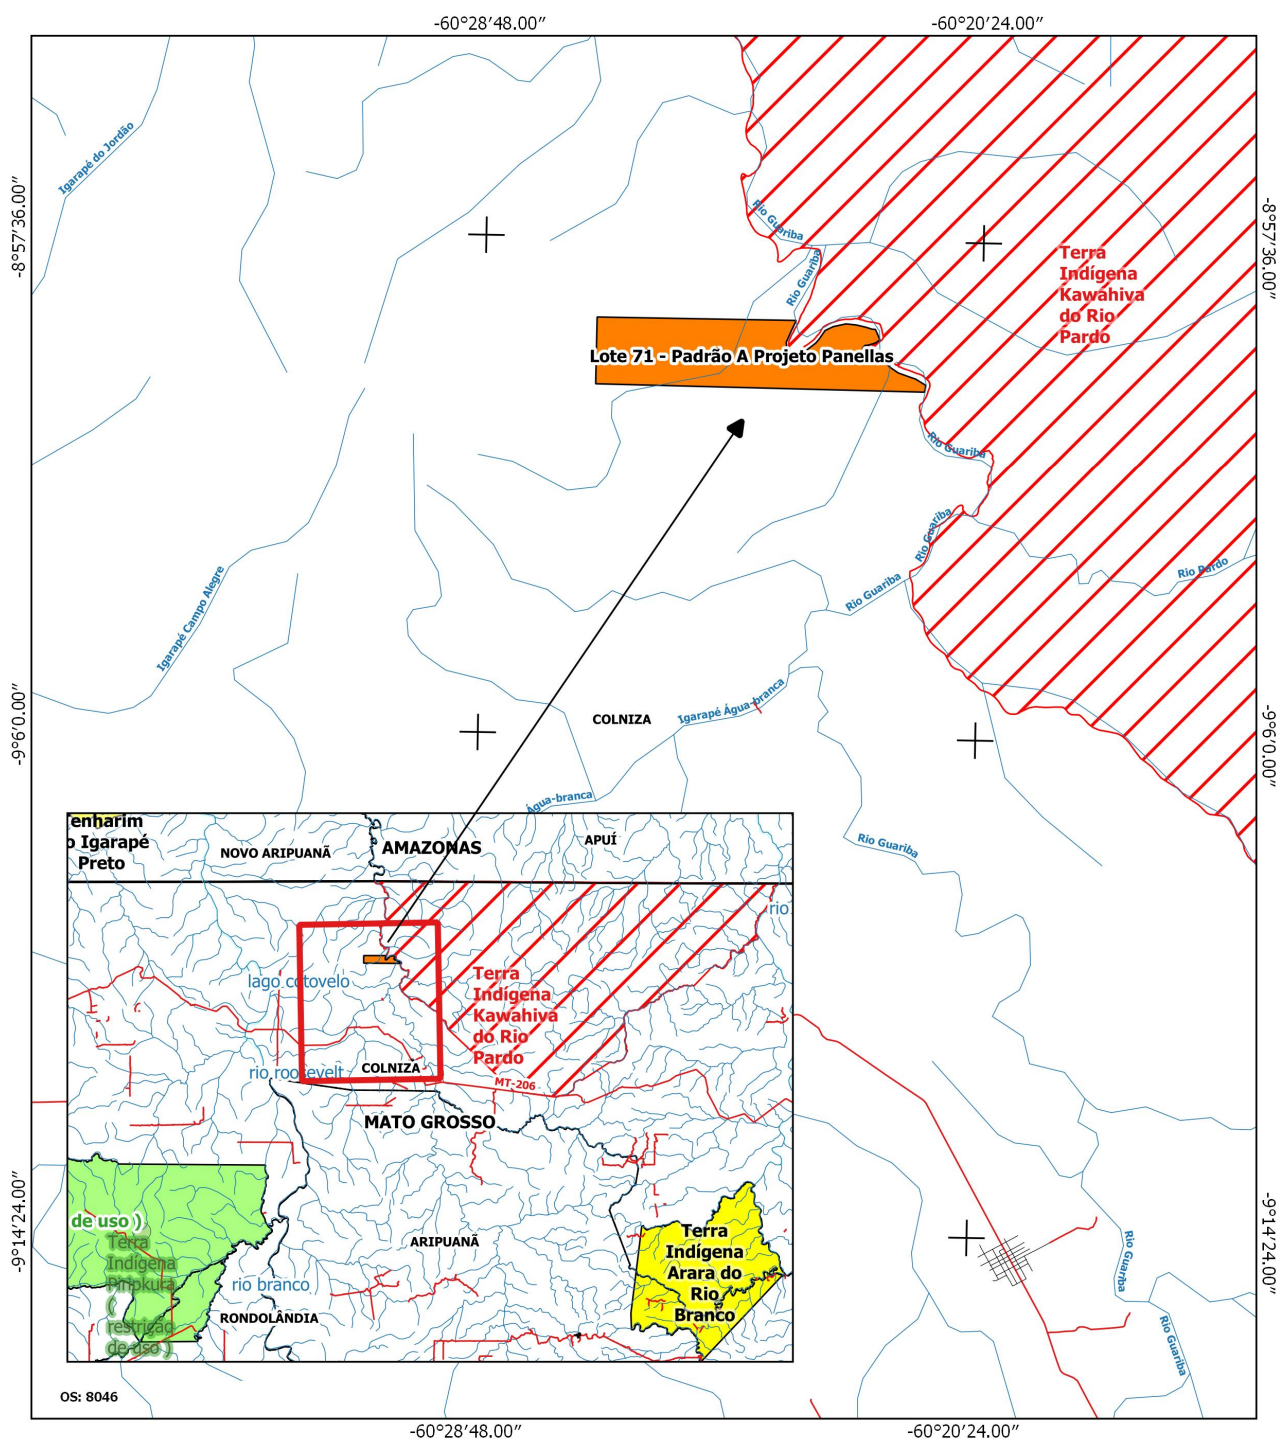 -60°28′48.00″
-60°20′24.00″
-8°57′36.00″
-8°57′36.00″
Igarapé do Jordão
Rio Guariba
Rio Guariba
Terra
Indígena
Kawahiva
do Rio
Pardo
Lote 71 - Padrão A Projeto Panellas
Rio Guariba
Rio Guariba
Rio Pardo
Rio Guariba
Igarapé Campo Alegre
Igarapé Água-branca
COLNIZA
-9°6′0.00″
-9°6′0.00″
Água-branca
Rio Guariba
enharim
o Igarapé
Preto
NOVO ARIPUANÃ
AMAZONAS
APUÍ
rio
lago cotovelo
Terra
Indígena
Kawahiva
do Rio
Pardo
COLNIZA
rio roosevelt
MT-206
MATO GROSSO
de uso )
Terra
Indígena
Piripkura
(
restrição
de uso )
ARIPUANÃ
rio branco
RONDOLÂNDIA
Terra
Indígena
Arara do
Rio
Branco
-9°14′24.00″
-9°14′24.00″
Rio Guariba
Rio Guariba
OS: 8046
-60°28′48.00″
-60°20′24.00″